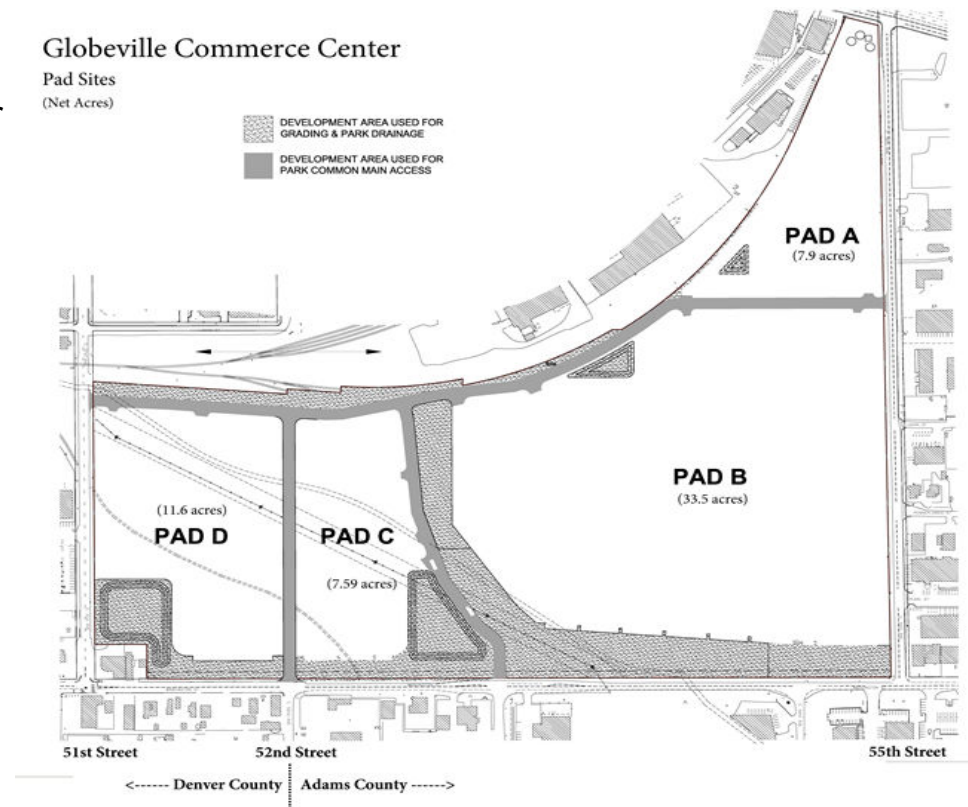 Globeville Commerce Center
Pad Sites
(Net Acres)
DEVELOPMENT AREA USED FOR
GRADING & PARK DRAINAGE
DEVELOPMENT AREA USED FOR
PARK COMMON MAIN ACCESS
PAD A
(7.9 acres)
PAD B
(33.5 acres)
(11.6 acres)
PAD D
PAD C
(7.59 acres)
51st Street
52nd Street
55th Street
<------ Denver County
Adams County ------>